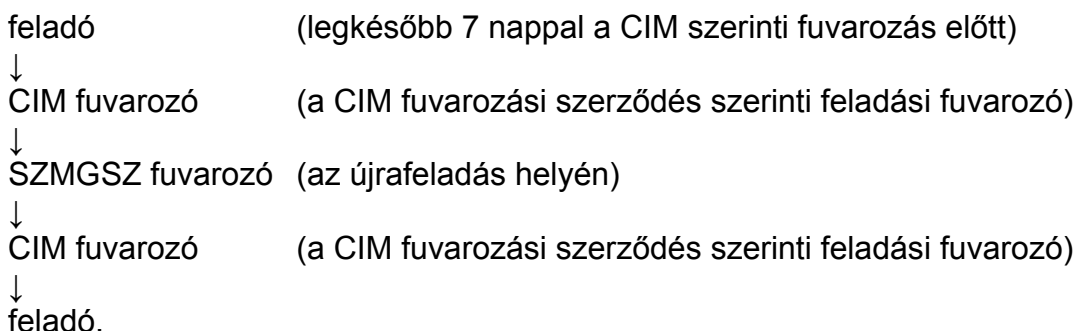 feladó (legkésőbb 7 nappal a CIM szerinti fuvarozás előtt)
↓
CIM fuvarozó (a CIM fuvarozási szerződés szerinti feladási fuvarozó)
↓
SZMGSZ fuvarozó (az újrafeladás helyén)
↓
CIM fuvarozó (a CIM fuvarozási szerződés szerinti feladási fuvarozó)
↓
feladó.